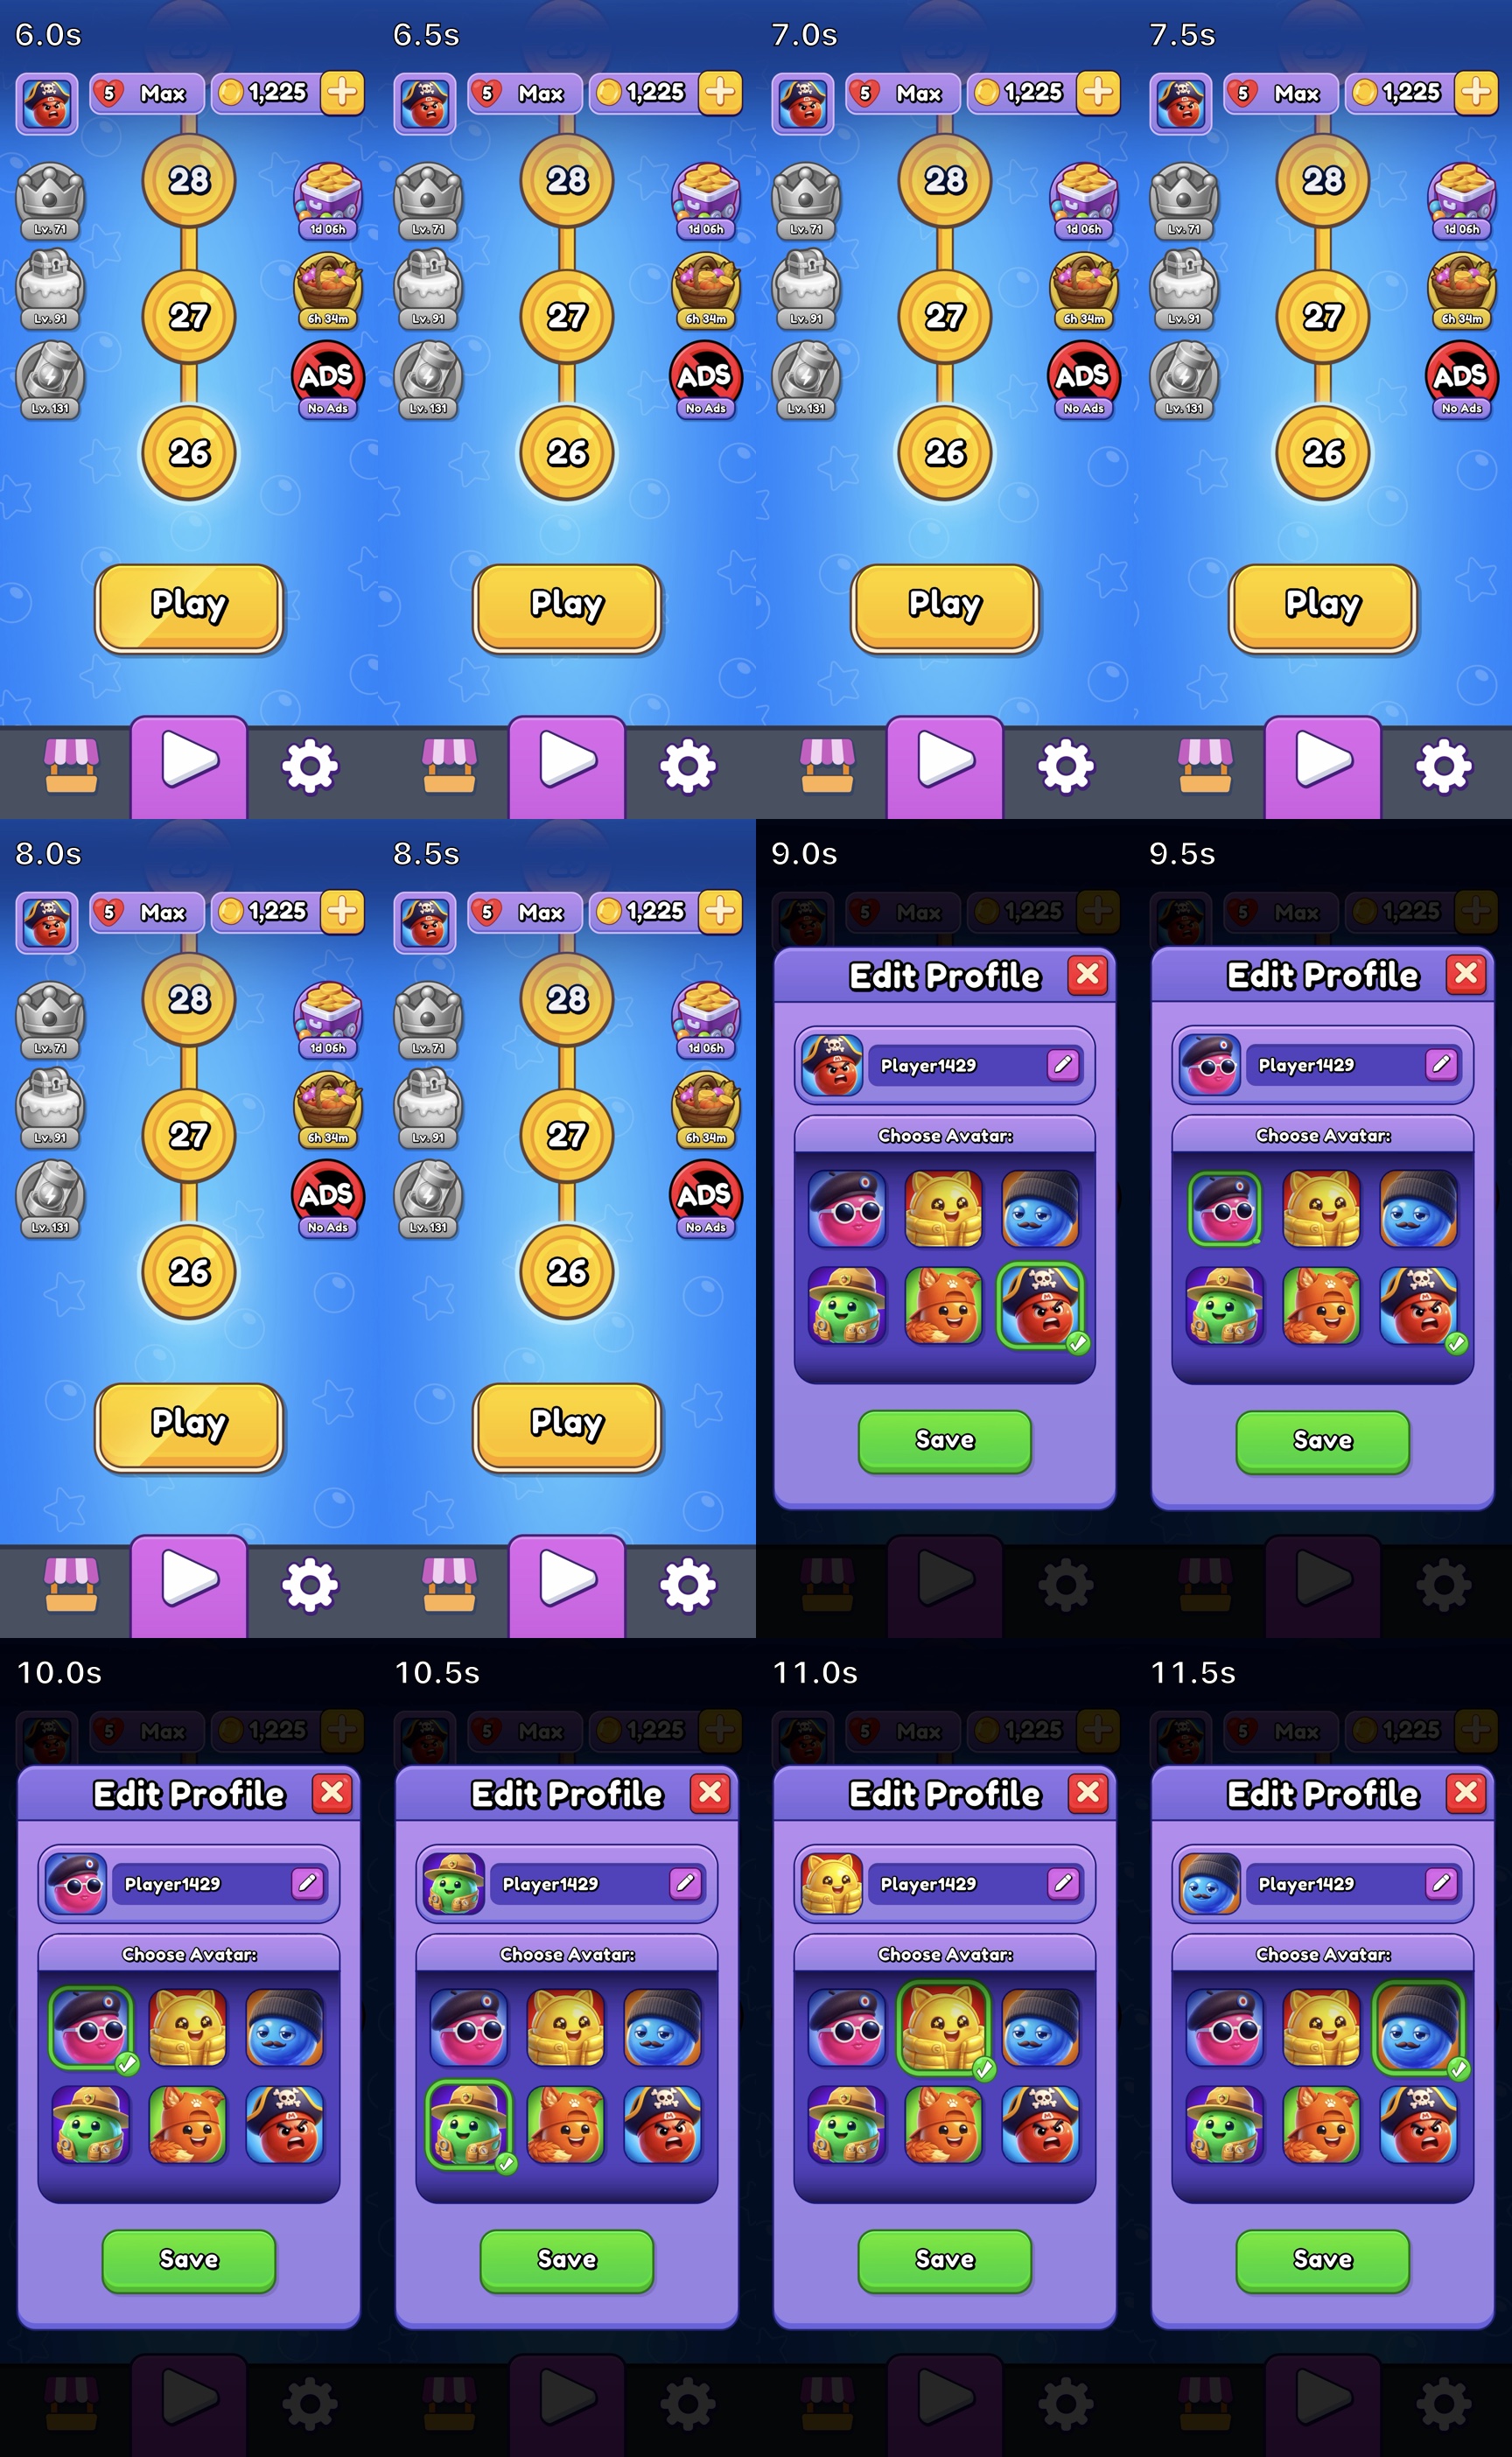 6.0s
5 Max 1,225
28
Lv. 71
1d 06h
Lv. 91
27
6h 34m
ADS
Lv. 131
No Ads
26
Play
6.5s
5 Max 1,225
28
Lv. 71
1d 06h
Lv. 91
27
6h 34m
ADS
Lv. 131
No Ads
26
Play
7.0s
5 Max 1,225
28
Lv. 71
1d 06h
Lv. 91
27
6h 34m
ADS
Lv. 131
No Ads
26
Play
7.5s
5 Max 1,225
28
Lv. 71
1d 06h
Lv. 91
27
6h 34m
ADS
Lv. 131
No Ads
26
Play
8.0s
5 Max 1,225
28
Lv. 71
1d 06h
Lv. 91
27
6h 34m
ADS
Lv. 131
No Ads
26
Play
8.5s
5 Max 1,225
28
Lv. 71
1d 06h
Lv. 91
27
6h 34m
ADS
Lv. 131
No Ads
26
Play
9.0s
5 Max 1,225
Edit Profile
Player1429
Choose Avatar:
Save
9.5s
5 Max 1,225
Edit Profile
Player1429
Choose Avatar:
Save
10.0s
5 Max 1,225
Edit Profile
Player1429
Choose Avatar:
Save
10.5s
5 Max 1,225
Edit Profile
Player1429
Choose Avatar:
Save
11.0s
5 Max 1,225
Edit Profile
Player1429
Choose Avatar:
Save
11.5s
5 Max 1,225
Edit Profile
Player1429
Choose Avatar:
Save